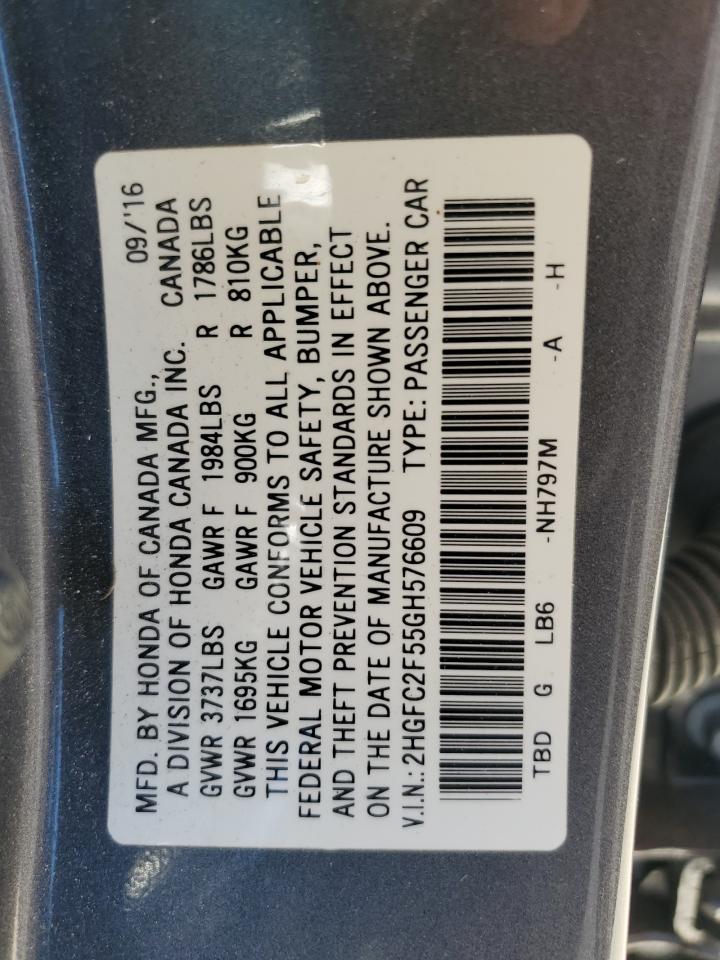 MFD. BY HONDA OF CANADA MFG., 09/'16
A DIVISION OF HONDA CANADA INC. CANADA
GVWR 3737LBS GAWR F 1984LBS R 1786LBS
GVWR 1695KG GAWR F 900KG R 810KG
THIS VEHICLE CONFORMS TO ALL APPLICABLE
FEDERAL MOTOR VEHICLE SAFETY, BUMPER,
AND THEFT PREVENTION STANDARDS IN EFFECT
ON THE DATE OF MANUFACTURE SHOWN ABOVE.
V.I.N.: 2HGFC2F55GH576609 TYPE: PASSENGER CAR
TBD G LB6 -NH797M -A -H